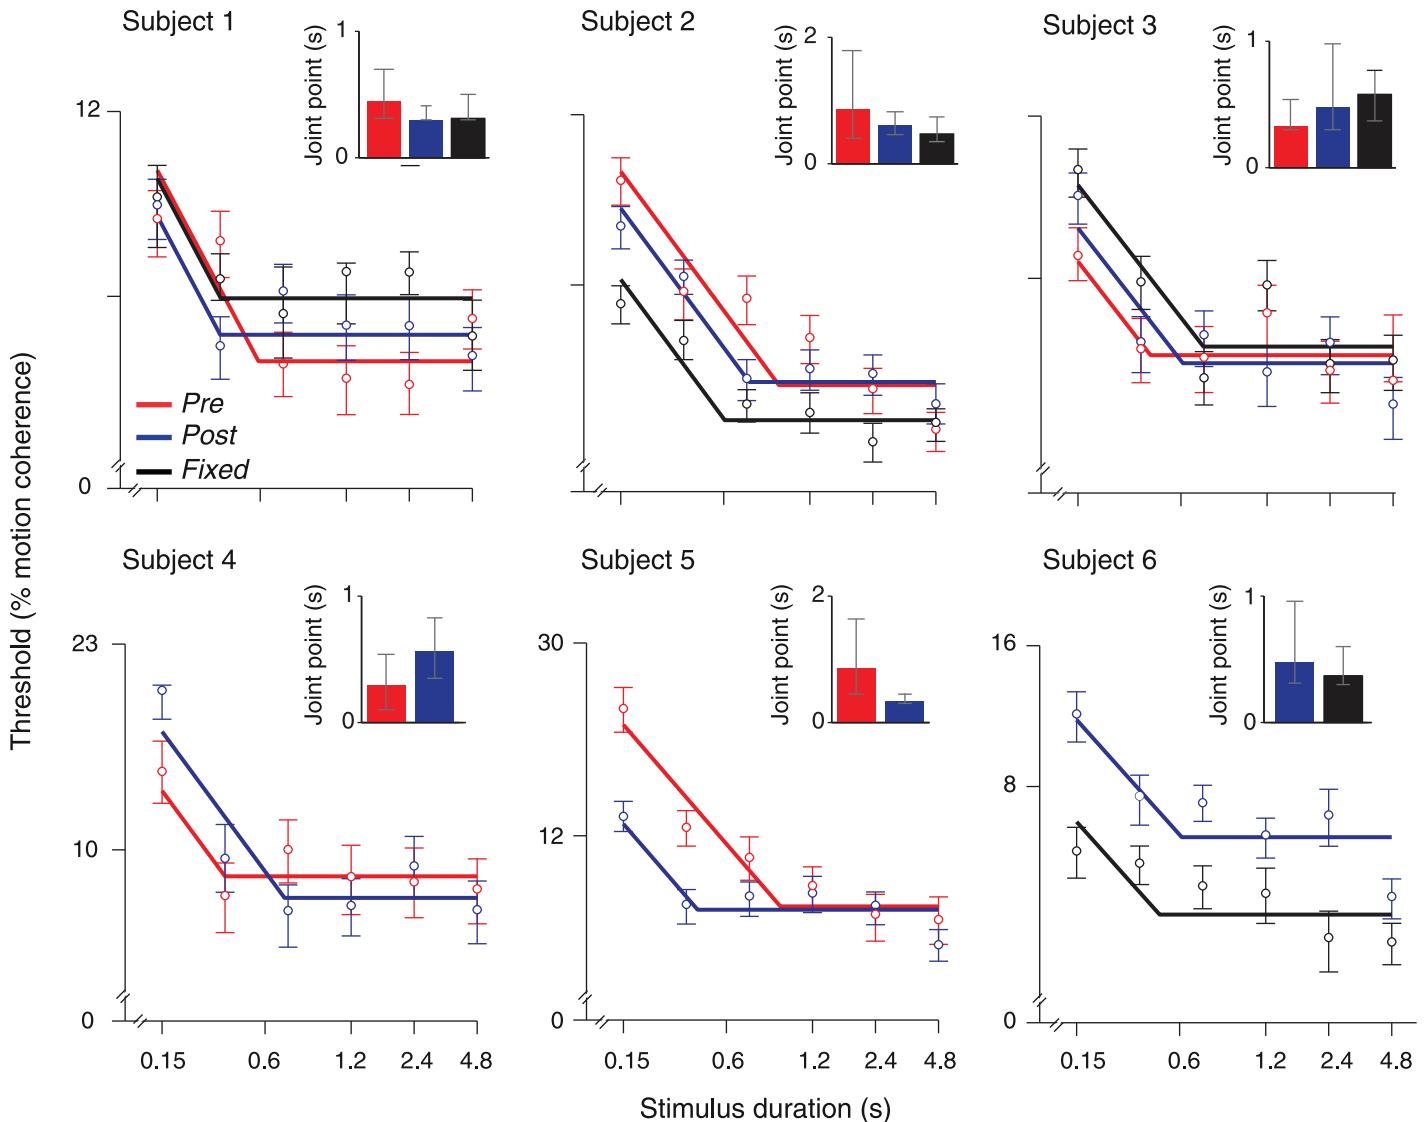 Subject 1
Joint point (s)
1
0
12
0
Pre
Post
Fixed
Subject 2
Joint point (s)
2
0
Subject 3
Joint point (s)
1
0
Threshold (% motion coherence)
Subject 4
Joint point (s)
1
0
23
10
0
0.15 0.6 1.2 2.4 4.8
Subject 5
Joint point (s)
2
0
30
12
0
0.15 0.6 1.2 2.4 4.8
Subject 6
Joint point (s)
1
0
16
8
0
0.15 0.6 1.2 2.4 4.8
6
Stimulus duration (s)